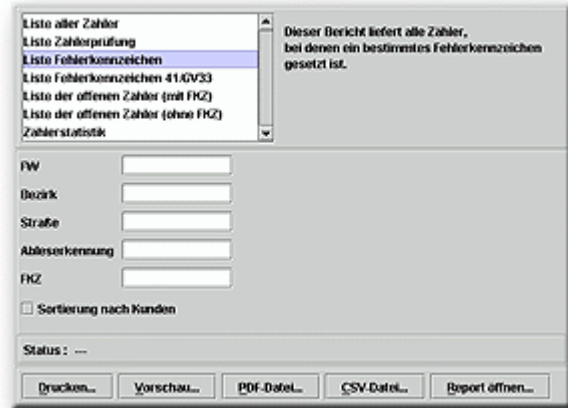 Liste aller Zähler
Liste Zählerprüfung
Liste Fehlerkennzeichen
Liste Fehlerkennzeichen 41/GV33
Liste der offenen Zähler (mit FKZ)
Liste der offenen Zähler (ohne FKZ)
Zählerstatistik
Dieser Bericht liefert alle Zähler,
bei denen ein bestimmtes Fehlerkennzeichen
gesetzt ist.
FW
Bezirk
Straße
Ableserkennung
FKZ
Sortierung nach Kunden
Status : ---
Drucken...
Vorschau...
PDF-Datei...
CSV-Datei...
Report öffnen...